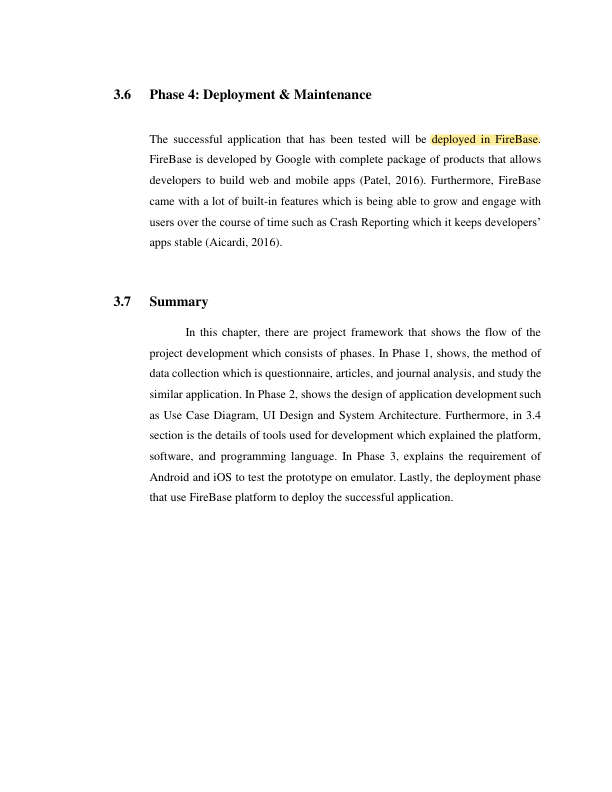 3.6 Phase 4: Deployment & Maintenance
The successful application that has been tested will be deployed in FireBase.
FireBase is developed by Google with complete package of products that allows
developers to build web and mobile apps (Patel, 2016). Furthermore, FireBase
came with a lot of built-in features which is being able to grow and engage with
users over the course of time such as Crash Reporting which it keeps developers’
apps stable (Aicardi, 2016).
3.7 Summary
In this chapter, there are project framework that shows the flow of the
project development which consists of phases. In Phase 1, shows, the method of
data collection which is questionnaire, articles, and journal analysis, and study the
similar application. In Phase 2, shows the design of application development such
as Use Case Diagram, UI Design and System Architecture. Furthermore, in 3.4
section is the details of tools used for development which explained the platform,
software, and programming language. In Phase 3, explains the requirement of
Android and iOS to test the prototype on emulator. Lastly, the deployment phase
that use FireBase platform to deploy the successful application.